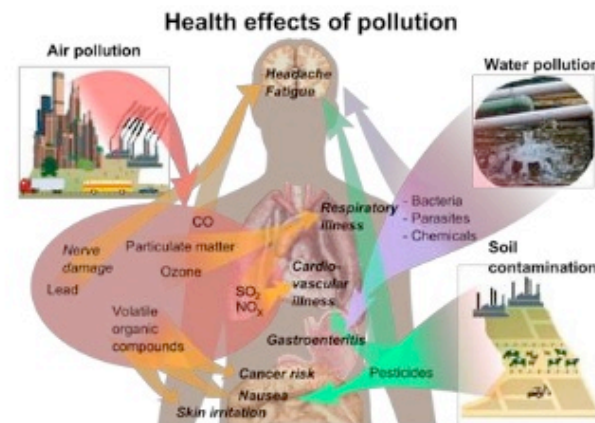 Health effects of pollution
Air pollution
Water pollution
Headache
Fatigue
CO
Particulate matter
Ozone
Nerve
damage
Lead
SO₂
NOₓ
Volatile
organic
compounds
Respiratory
illness
Cardio-
vascular
illness
Gastroenteritis
Cancer risk
Nausea
Skin irritation
- Bacteria
- Parasites
- Chemicals
Soil
contamination
Pesticides